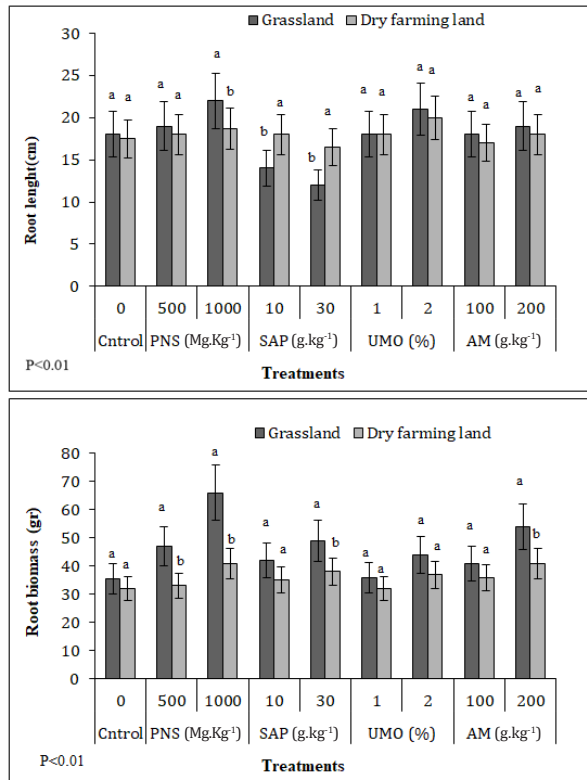 Grassland Dry farming land
30
25
20
15
10
5
0
Root lenght(cm)
a a a a a b b a b a a a a a a a a a
0 500 1000 10 30 1 2 100 200
Cntrol PNS (Mg.Kg⁻¹) SAP (g.kg⁻¹) UMO (%) AM (g.kg⁻¹)
P<0.01
Treatments
Grassland Dry farming land
80
70
60
50
40
30
20
10
0
Root biomass (gr)
a a a b a b a a a b a a a a a a a b
0 500 1000 10 30 1 2 100 200
Cntrol PNS (Mg.Kg⁻¹) SAP (g.kg⁻¹) UMO (%) AM (g.kg⁻¹)
P<0.01
Treatments